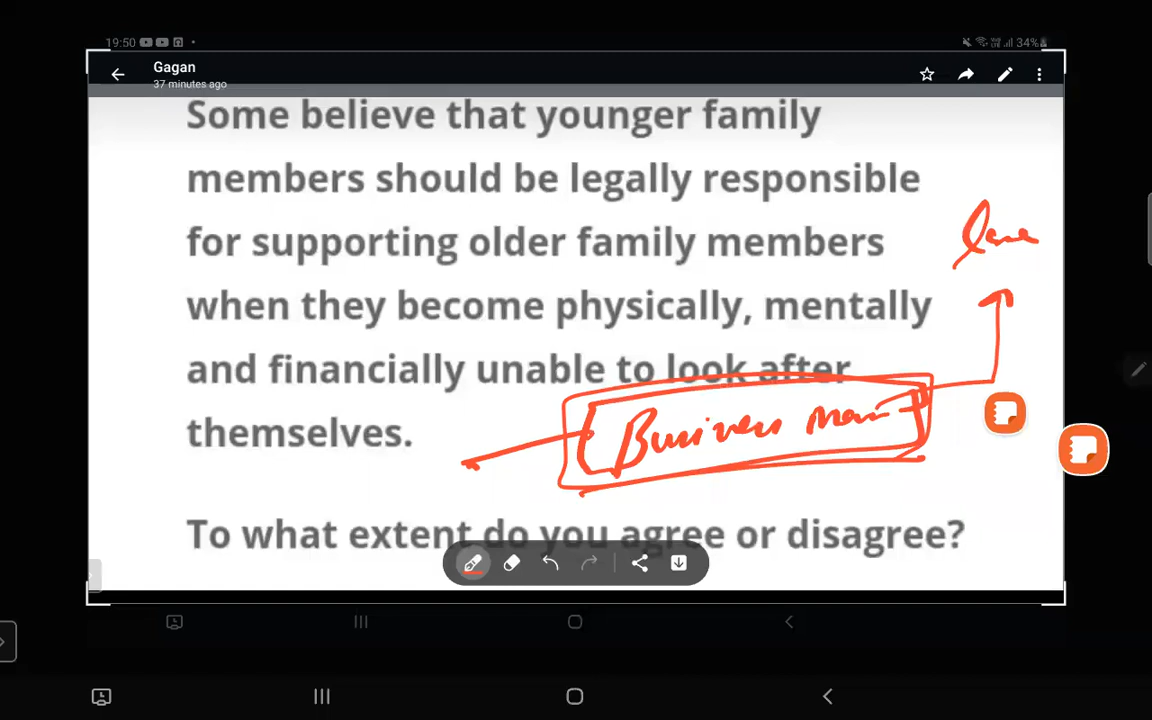 19:50
34%
Gagan
37 minutes ago
Some believe that younger family
members should be legally responsible
for supporting older family members
when they become physically, mentally
and financially unable to look after
themselves.
Business man
To what extent do you agree or disagree?